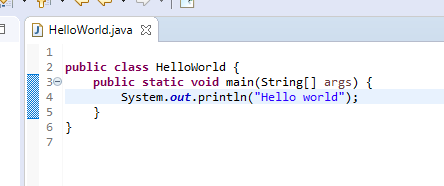 HelloWorld.java
1
2 public class HelloWorld {
3 public static void main(String[] args) {
4 System.out.println("Hello world");
5 }
6 }
7